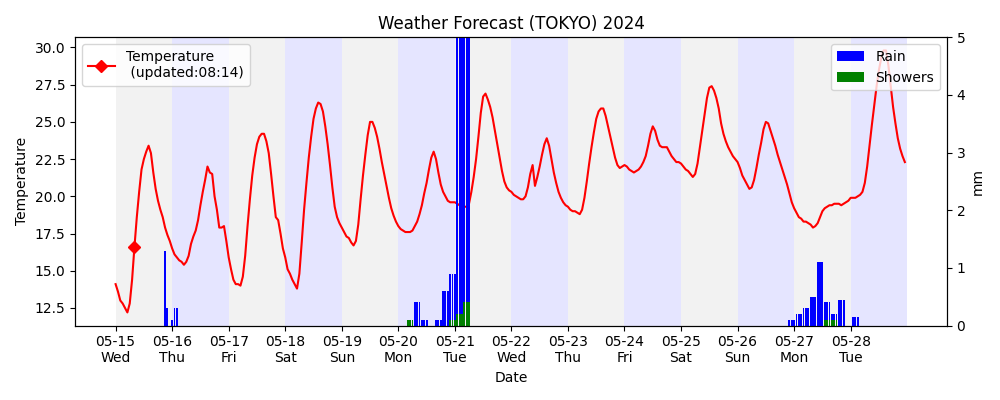 Weather Forecast (TOKYO) 2024
Temperature
(updated:08:14)
Rain
Showers
30.0
27.5
25.0
22.5
20.0
17.5
15.0
12.5
Temperature
5
4
3
2
1
0
mm
05-15 05-16 05-17 05-18 05-19 05-20 05-21 05-22 05-23 05-24 05-25 05-26 05-27 05-28
Wed Thu Fri Sat Sun Mon Tue Wed Thu Fri Sat Sun Mon Tue
Date